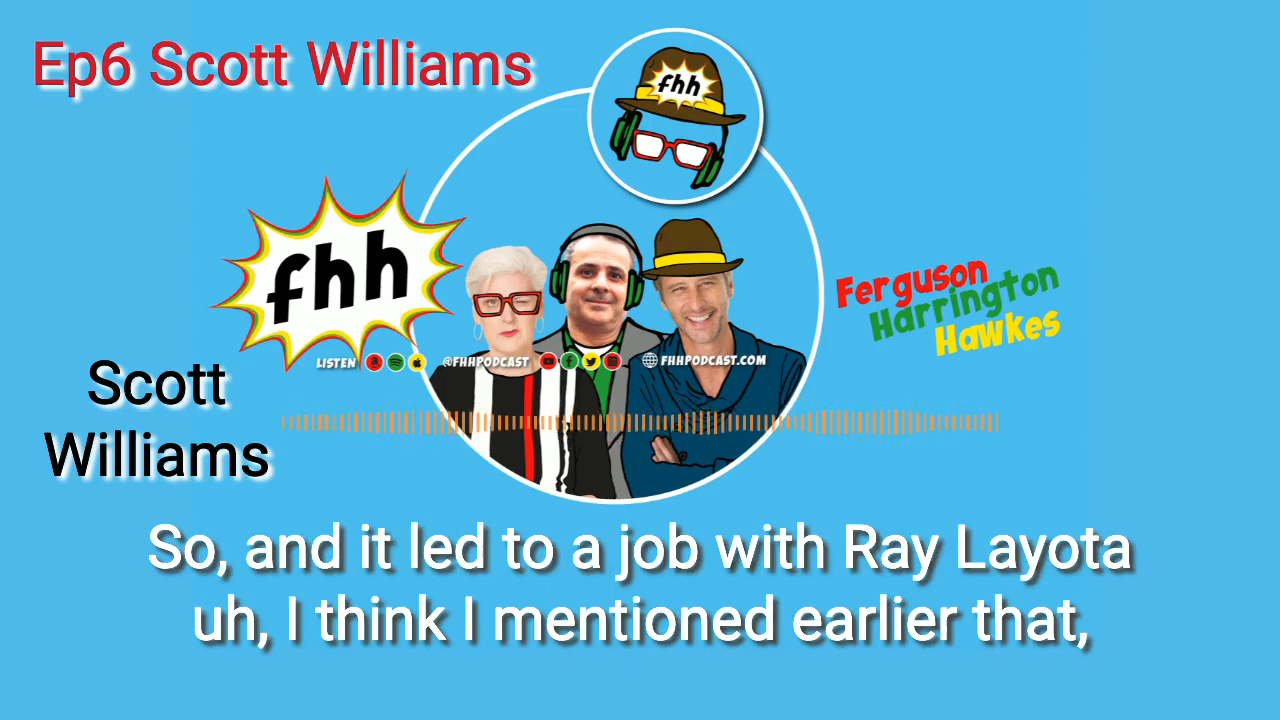 Ep6 Scott Williams
fhh
fhh
Ferguson
Harrington
Hawkes
LISTEN @FHHPODCAST FHHPODCAST.COM
Scott
Williams
So, and it led to a job with Ray Layota
uh, I think I mentioned earlier that,